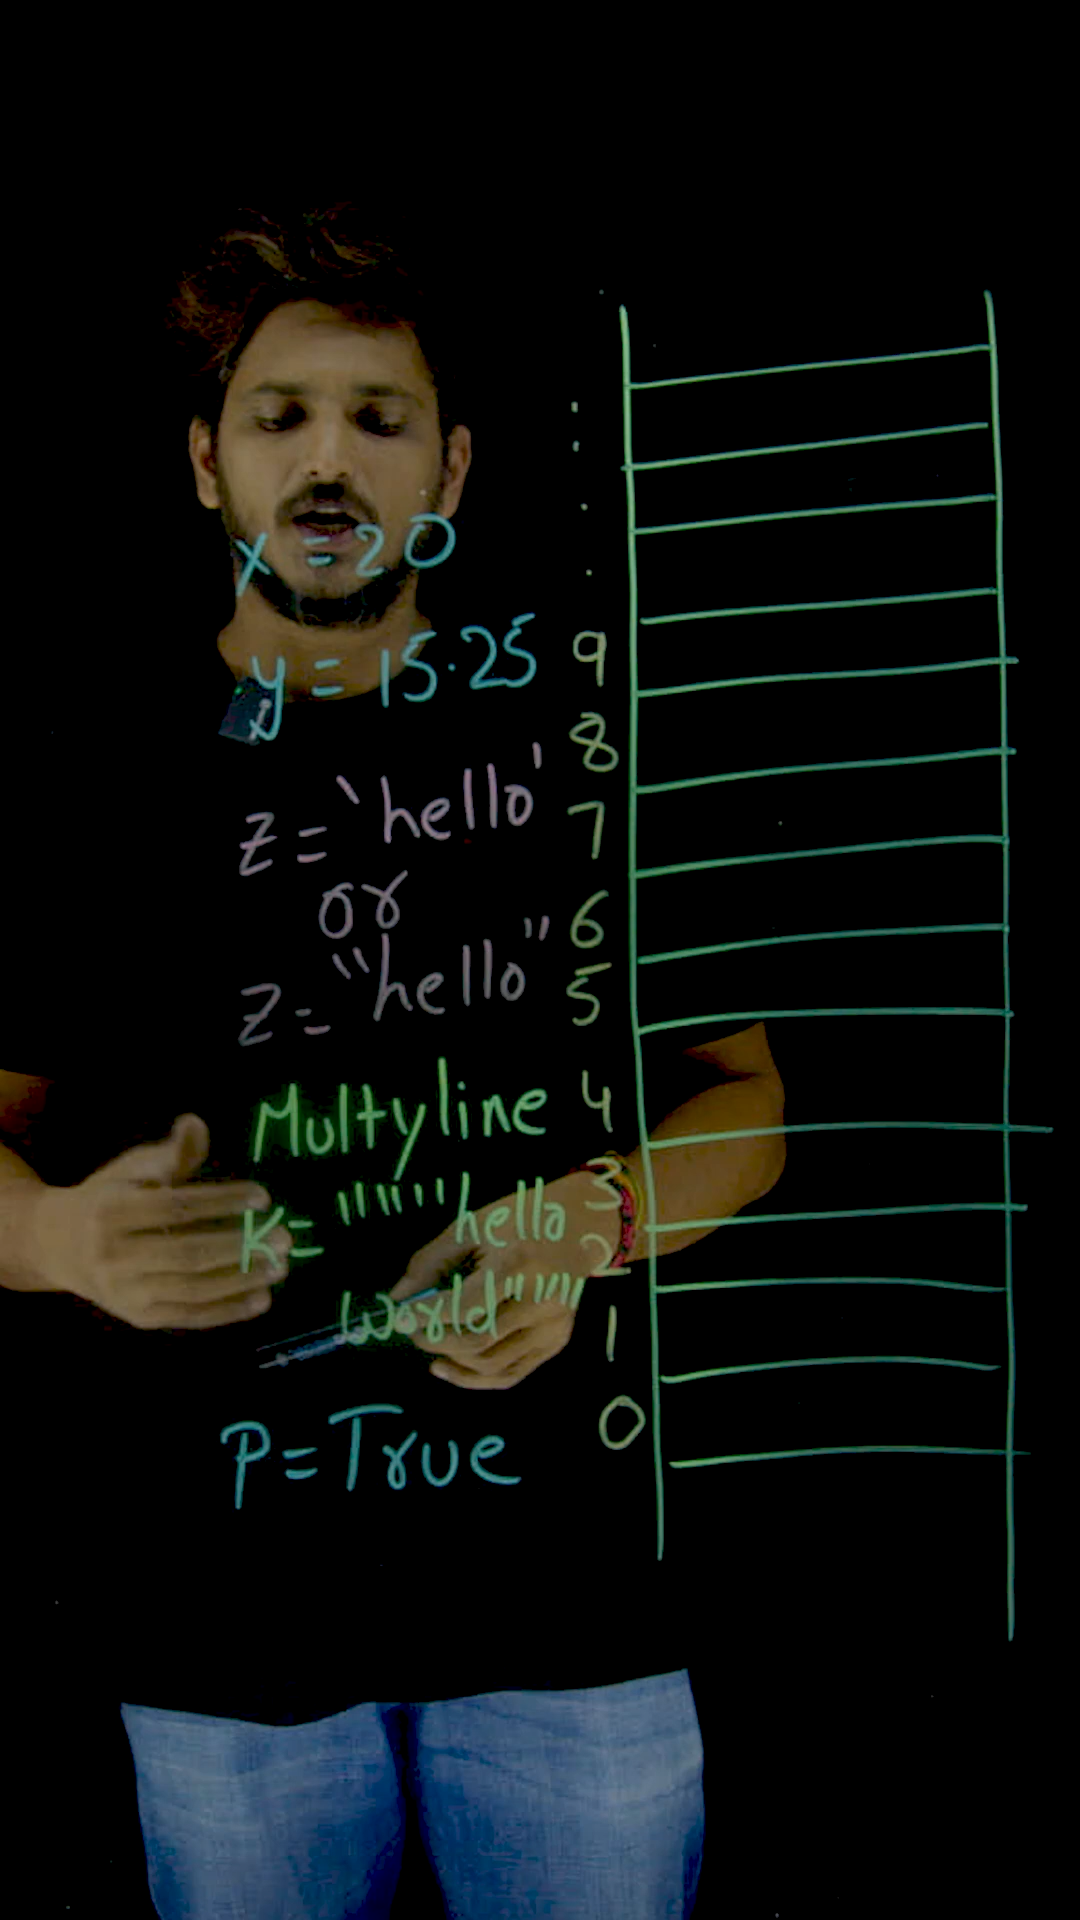 x = 20
y = 15.25
z = 'hello'
or
z = "hello"
Multyline
K = """hello
World"""
P = True
:
.
.
9
8
7
6
5
4
3
2
1
0